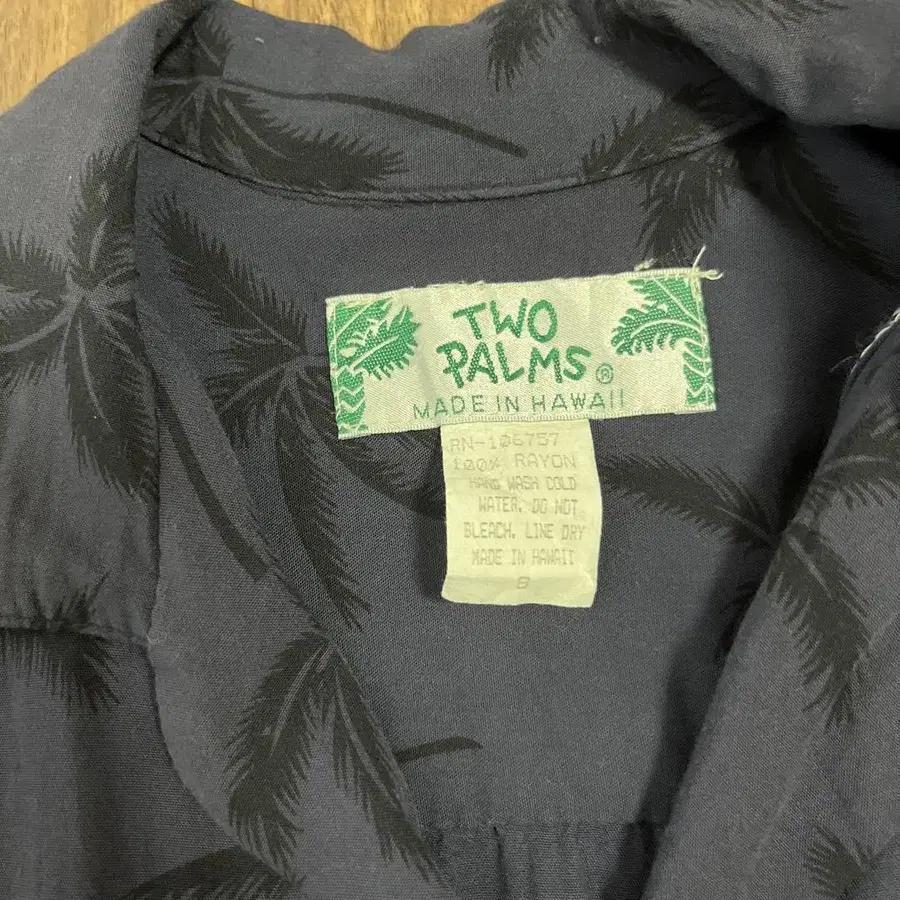 TWO
PALMS®
MADE IN HAWAII
RN-106757
100% RAYON
HAND WASH COLD
WATER. DO NOT
BLEACH. LINE DRY
MADE IN HAWAII